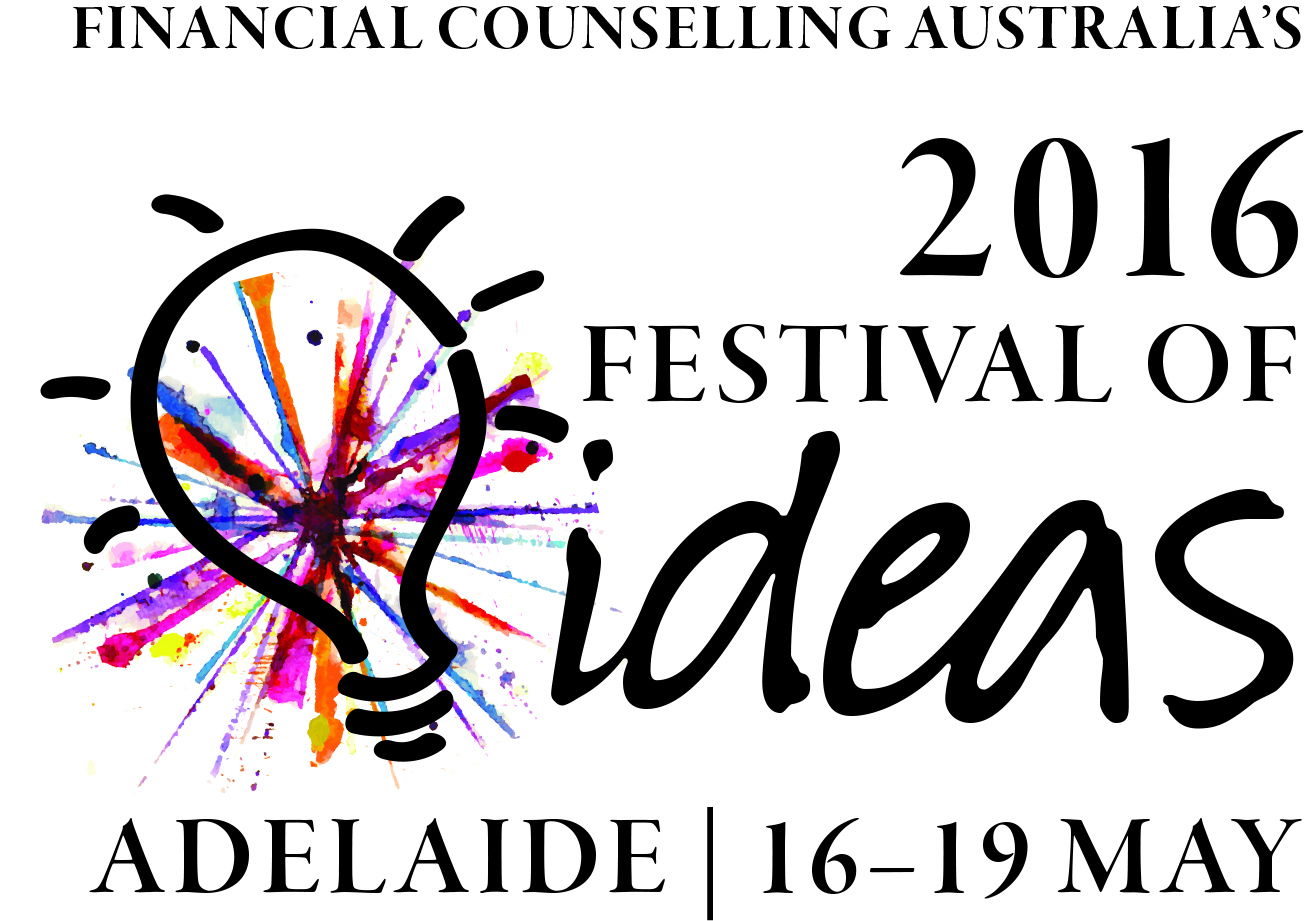 FINANCIAL COUNSELLING AUSTRALIA’S
2016
FESTIVAL OF
ideas
ADELAIDE | 16–19 MAY